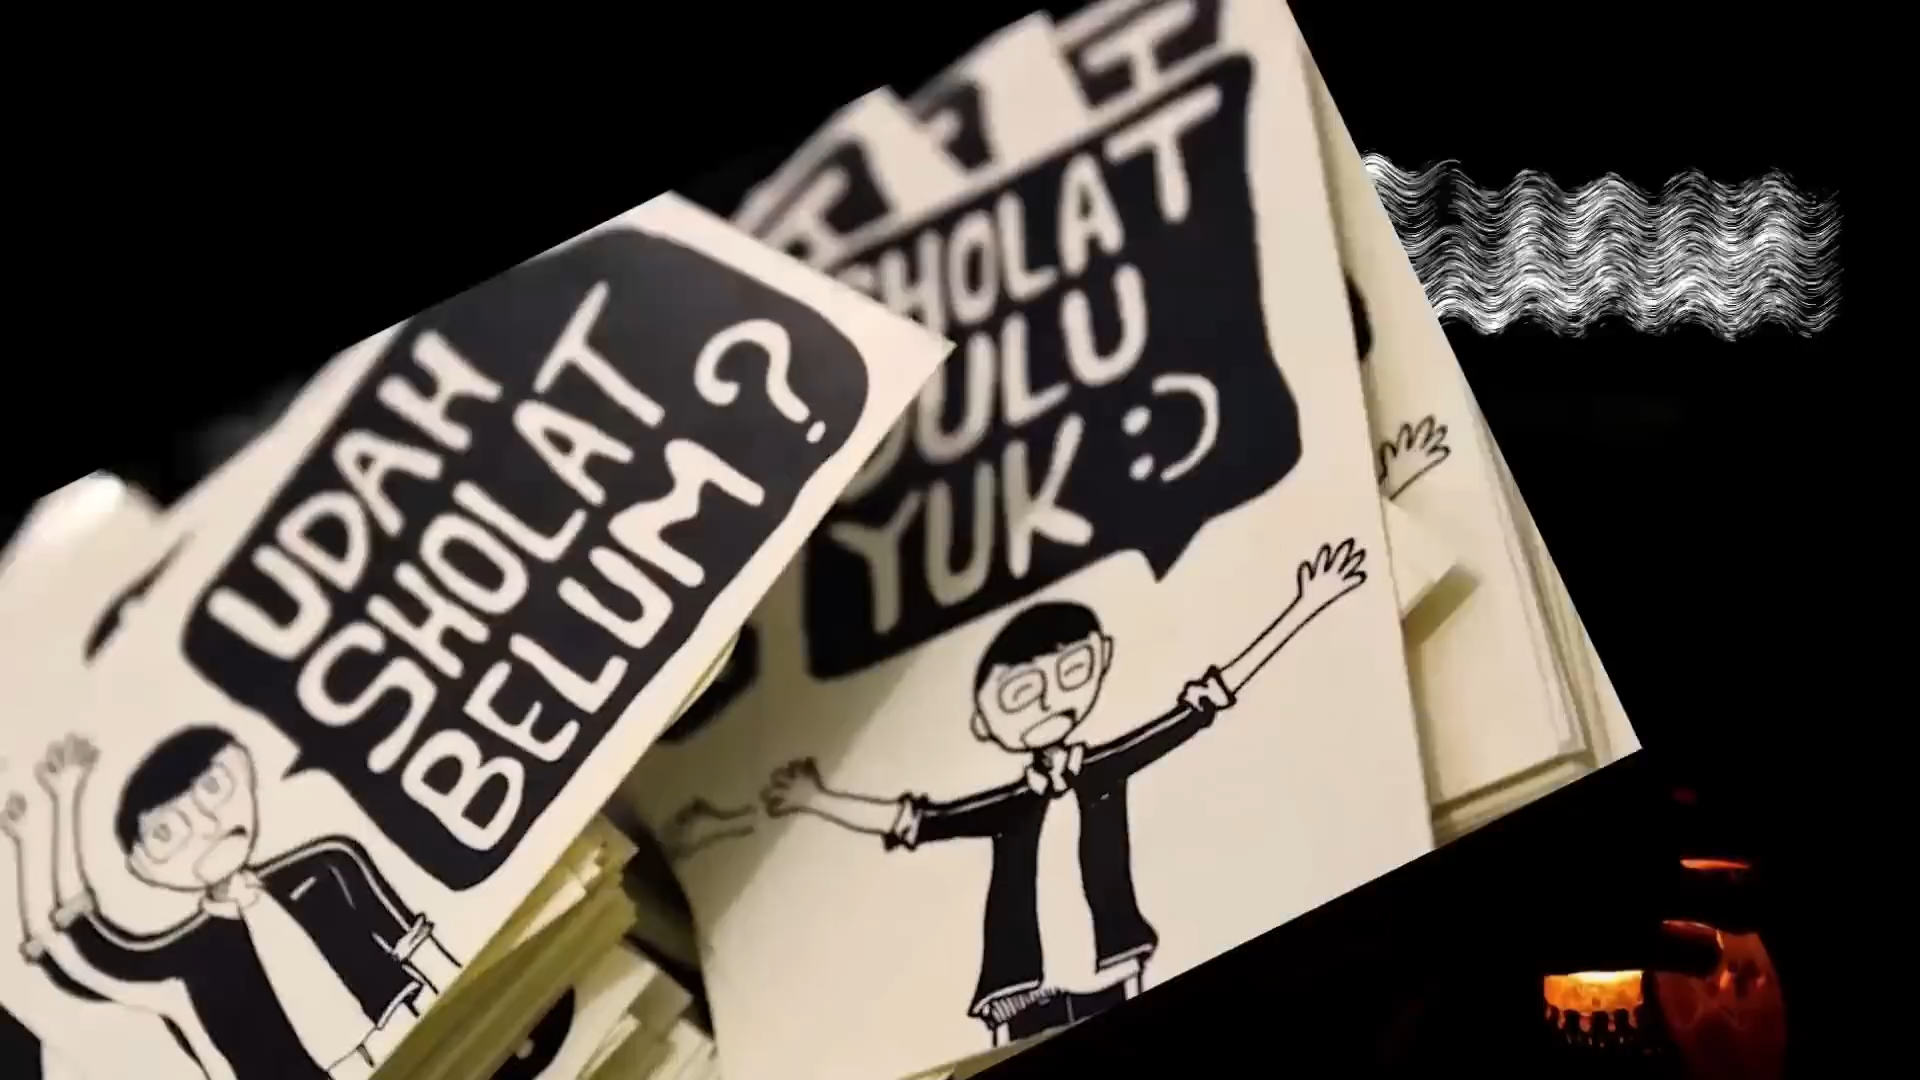 UDAH
SHOLAT
BELUM?
SHOLAT
DULU
YUK :)